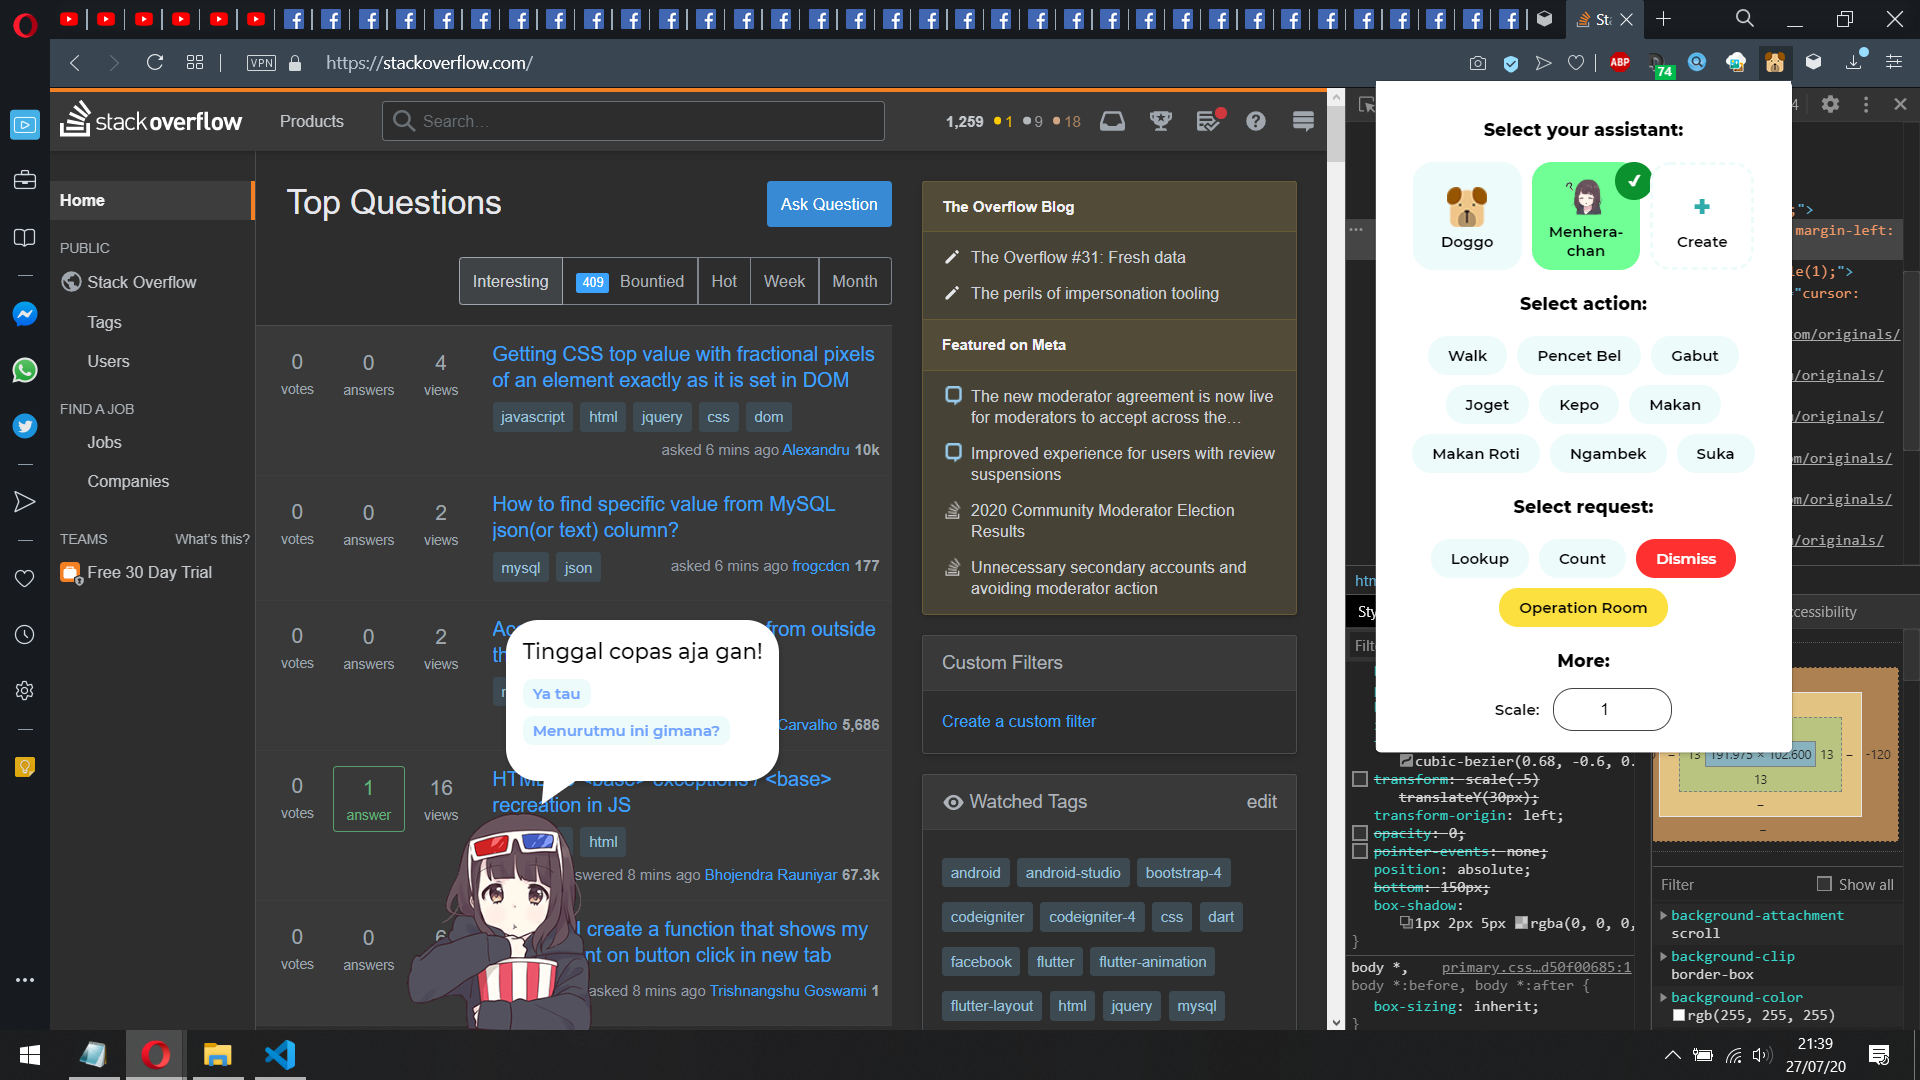 St
VPN
https://stackoverflow.com/
ABP
74
stackoverflow
Products
Search...
1,259
1
9
18
Home
PUBLIC
Stack Overflow
Tags
Users
FIND A JOB
Jobs
Companies
TEAMS
What's this?
Free 30 Day Trial
Top Questions
Ask Question
Interesting
409 Bountied
Hot
Week
Month
0 votes
0 answers
4 views
Getting CSS top value with fractional pixels
of an element exactly as it is set in DOM
javascript
html
jquery
css
dom
asked 6 mins ago Alexandru 10k
0 votes
0 answers
2 views
How to find specific value from MySQL
json(or text) column?
mysql
json
asked 6 mins ago frogcdcn 177
0 votes
0 answers
2 views
from outside
Carvalho 5,686
Tinggal copas aja gan!
Ya tau
Menurutmu ini gimana?
0 votes
1 answer
16 views
<base>
recreation in JS
html
8 mins ago Bhojendra Rauniyar 67.3k
0 votes
0 answers
I create a function that shows my
on button click in new tab
asked 8 mins ago Trishnangshu Goswami 1
The Overflow Blog
The Overflow #31: Fresh data
The perils of impersonation tooling
Featured on Meta
The new moderator agreement is now live
for moderators to accept across the...
Improved experience for users with review
suspensions
2020 Community Moderator Election
Results
Unnecessary secondary accounts and
avoiding moderator action
Custom Filters
Create a custom filter
Watched Tags
edit
android
android-studio
bootstrap-4
codeigniter
codeigniter-4
css
dart
facebook
flutter
flutter-animation
flutter-layout
html
jquery
mysql
Select your assistant:
Doggo
Menhera-
chan
Create
Select action:
Walk
Pencet Bel
Gabut
Joget
Kepo
Makan
Makan Roti
Ngambek
Suka
Select request:
Lookup
Count
Dismiss
Operation Room
More:
Scale:
1
4
;">
margin-left:
le(1);">
="cursor:
om/originals/
/originals/
/originals/
m/originals/
m/originals/
/originals/
htm
Sty
ccessibility
Filt
cubic-bezier(0.68, -0.6, 0.
transform: scale(.5)
translateY(30px);
transform-origin: left;
opacity: 0;
pointer-events: none;
position: absolute;
bottom: 150px;
box-shadow:
1px 2px 5px rgba(0, 0, 0,
}
body *,
primary.css…d50f00685:1
body *:before, body *:after {
box-sizing: inherit;
}
13
191.975 × 102.600
13
-120
13
Filter
Show all
background-attachment
scroll
background-clip
border-box
background-color
rgb(255, 255, 255)
21:39
27/07/20